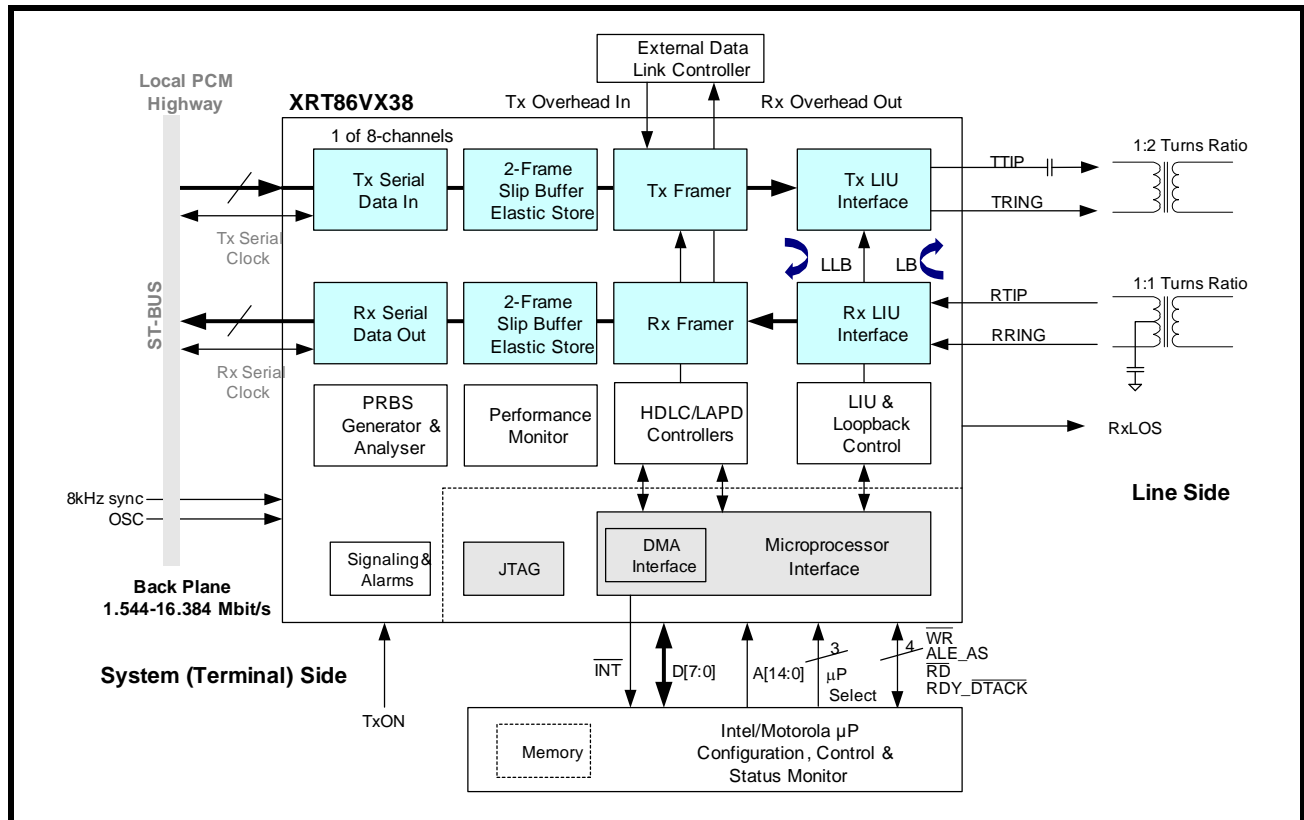 External Data
Link Controller
Local PCM
Highway
XRT86VX38
Tx Overhead In
Rx Overhead Out
1 of 8-channels
Tx Serial
Data In
2-Frame
Slip Buffer
Elastic Store
Tx Framer
Tx LIU
Interface
TTIP
TRING
1:2 Turns Ratio
Tx Serial
Clock
LLB
LB
ST-BUS
Rx Serial
Data Out
2-Frame
Slip Buffer
Elastic Store
Rx Framer
Rx LIU
Interface
RTIP
RRING
1:1 Turns Ratio
Rx Serial
Clock
PRBS
Generator &
Analyser
Performance
Monitor
HDLC/LAPD
Controllers
LIU &
Loopback
Control
RxLOS
Line Side
8kHz sync
OSC
Signaling &
Alarms
JTAG
DMA
Interface
Microprocessor
Interface
Back Plane
1.544-16.384 Mbit/s
System (Terminal) Side
TxON
INT
D[7:0]
A[14:0]
3
µP
Select
4
WR
ALE_AS
RD
RDY_DTACK
Memory
Intel/Motorola µP
Configuration, Control &
Status Monitor